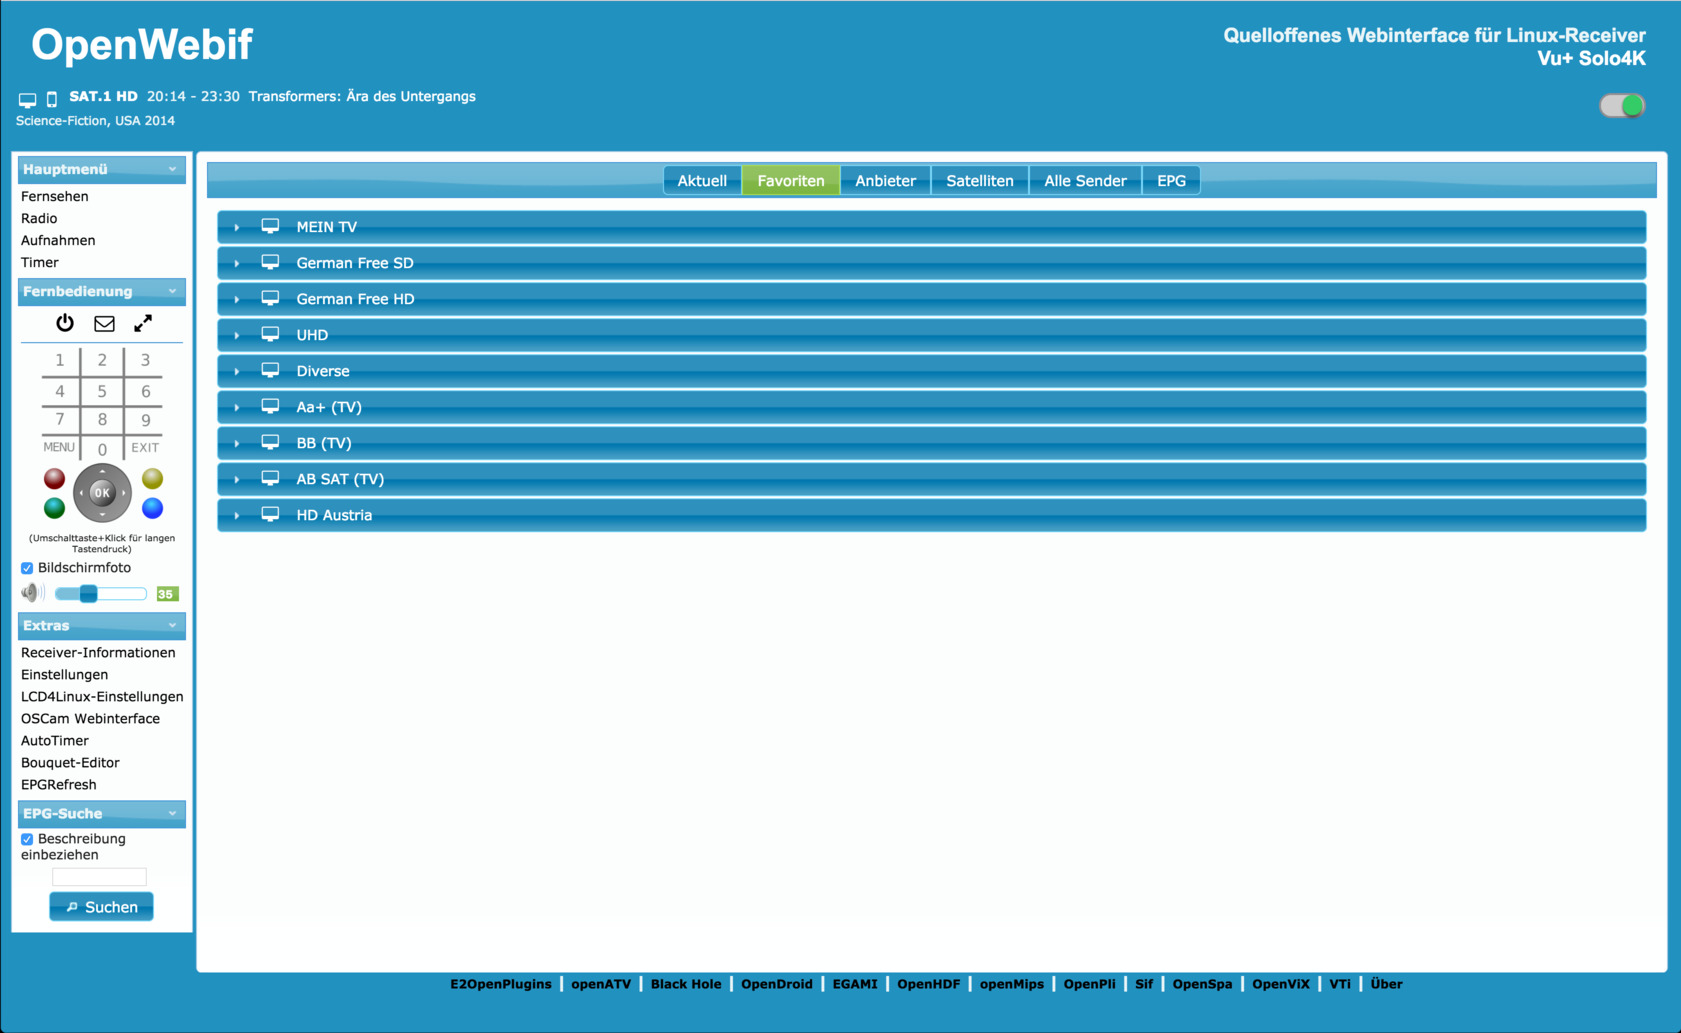 OpenWebif
Quelloffenes Webinterface für Linux-Receiver
Vu+ Solo4K
SAT.1 HD 20:14 - 23:30 Transformers: Ära des Untergangs
Science-Fiction, USA 2014
Hauptmenü
Fernsehen
Radio
Aufnahmen
Timer
Fernbedienung
1 2 3
4 5 6
7 8 9
MENU 0 EXIT
OK
(Umschalttaste+Klick für langen
Tastendruck)
Bildschirmfoto
35
Extras
Receiver-Informationen
Einstellungen
LCD4Linux-Einstellungen
OSCam Webinterface
AutoTimer
Bouquet-Editor
EPGRefresh
EPG-Suche
Beschreibung
einbeziehen
Suchen
Aktuell Favoriten Anbieter Satelliten Alle Sender EPG
MEIN TV
German Free SD
German Free HD
UHD
Diverse
Aa+ (TV)
BB (TV)
AB SAT (TV)
HD Austria
E2OpenPlugins | openATV | Black Hole | OpenDroid | EGAMI | OpenHDF | openMips | OpenPli | Sif | OpenSpa | OpenViX | VTi | Über